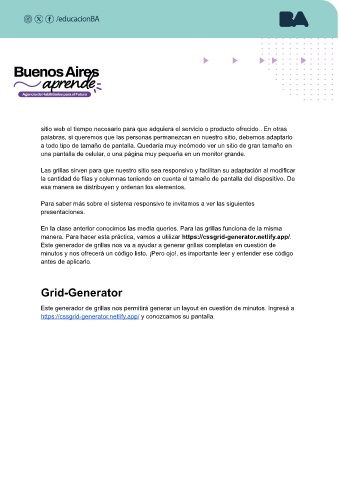 /educacionBA
BA
Buenos Aires
aprende
Agencia de Habilidades para el Futuro
sitio web el tiempo necesario para que adquiera el servicio o producto ofrecido.. En otras
palabras, si queremos que las personas permanezcan en nuestro sitio, debemos adaptarlo
a todo tipo de tamaño de pantalla. Quedaría muy incómodo ver un sitio de gran tamaño en
una pantalla de celular, o una página muy pequeña en un monitor grande.
Las grillas sirven para que nuestro sitio sea responsivo y facilitan su adaptación al modificar
la cantidad de filas y columnas teniendo en cuenta el tamaño de pantalla del dispositivo. De
esa manera se distribuyen y ordenan los elementos.
Para saber más sobre el sistema responsivo te invitamos a ver las siguientes
presentaciones.
En la clase anterior conocimos las media queries. Para las grillas funciona de la misma
manera. Para hacer esta práctica, vamos a utilizar https://cssgrid-generator.netlify.app/.
Este generador de grillas nos va a ayudar a generar grillas completas en cuestión de
minutos y nos ofrecerá un código listo. ¡Pero ojo!, es importante leer y entender ese código
antes de aplicarlo.
Grid-Generator
Este generador de grillas nos permitirá generar un layout en cuestión de minutos. Ingresá a
https://cssgrid-generator.netlify.app/ y conozcamos su pantalla.